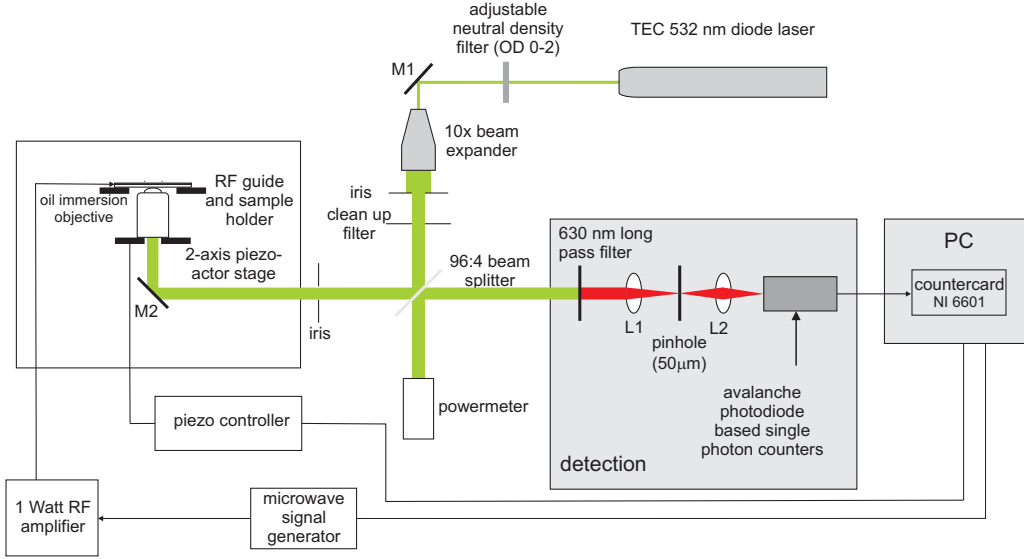 adjustable
neutral density
filter (OD 0-2)
TEC 532 nm diode laser
M1
10x beam
expander
RF guide
and sample
holder
oil immersion
objective
iris
clean up
filter
2-axis piezo-
actor stage
M2
iris
96:4 beam
splitter
630 nm long
pass filter
L1
L2
pinhole
(50µm)
avalanche
photodiode
based single
photon counters
detection
PC
countercard
NI 6601
powermeter
piezo controller
1 Watt RF
amplifier
microwave
signal
generator